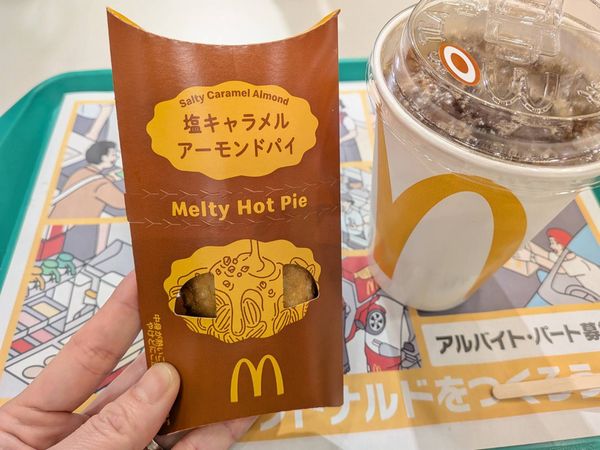 Salty Caramel Almond
塩キャラメル
アーモンドパイ
Melty Hot Pie
アルバイト・パート募
ナルドをつくろう